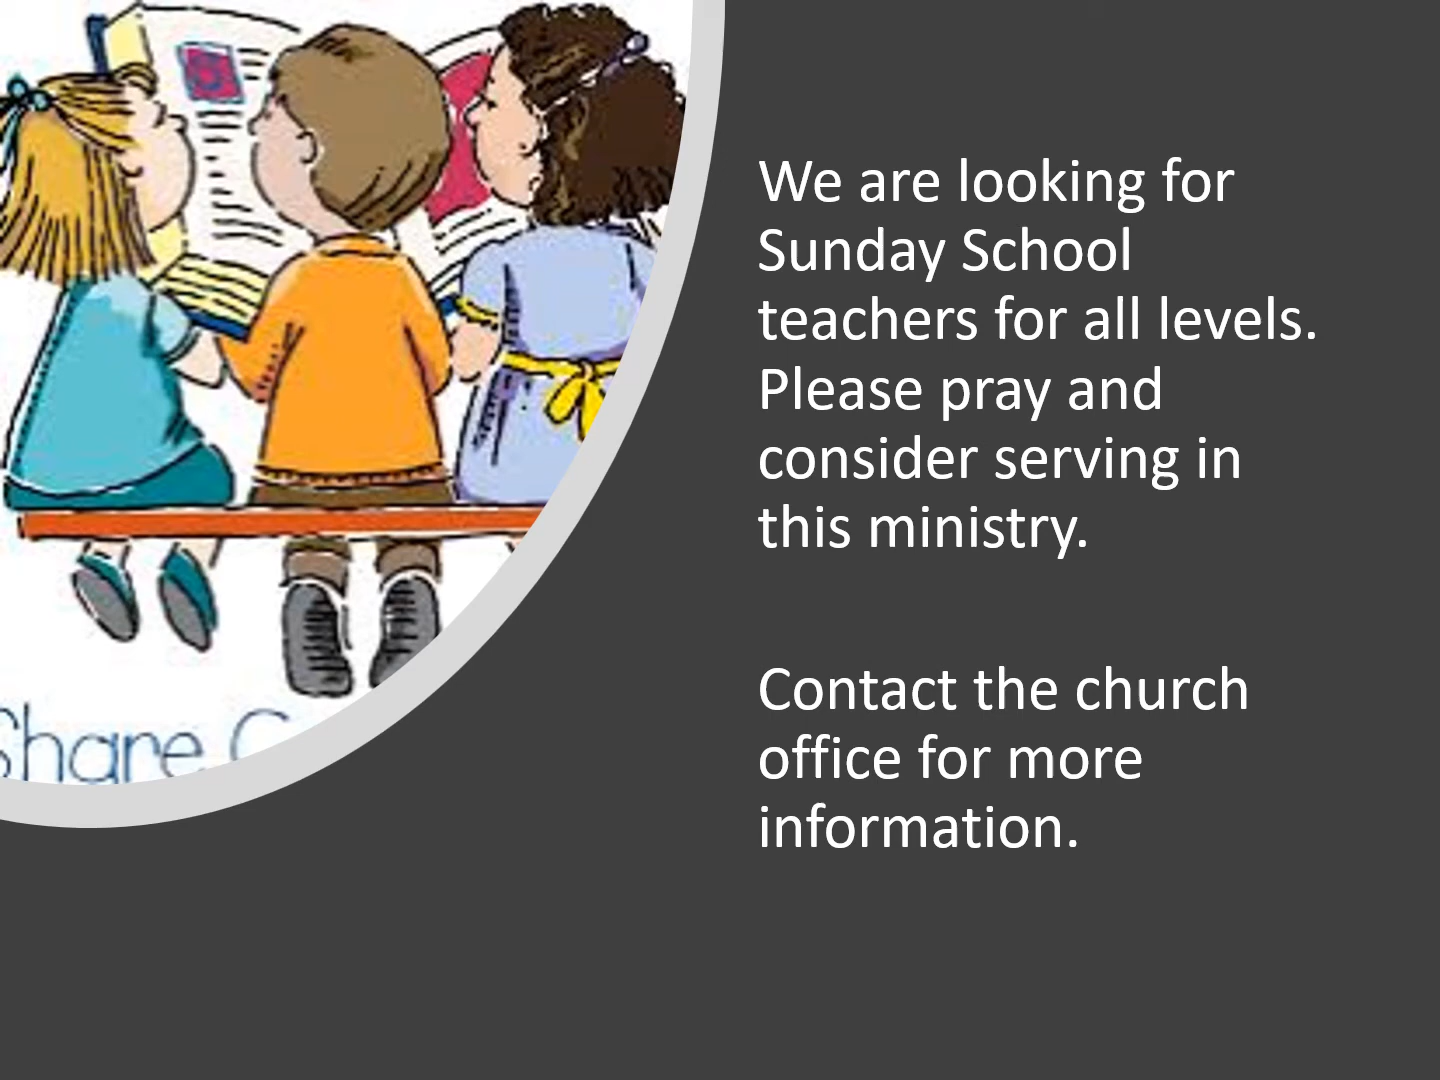 We are looking for
Sunday School
teachers for all levels.
Please pray and
consider serving in
this ministry.
Contact the church
office for more
information.
Share